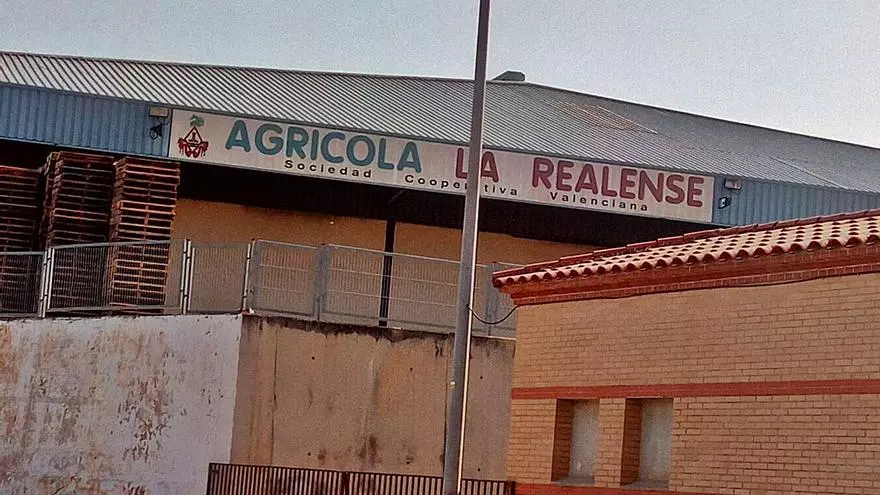 AGRICOLA LA REALENSE
Sociedad Cooperativa Valenciana